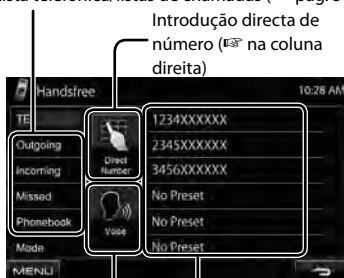 Introdução directa de
número (☞ na coluna
direita)
Handsfree 10:28 AM
1234XXXXXX
Outgoing 2345XXXXXX
Direct
Number
Incoming 3456XXXXXX
Missed No Preset
Voice
Phonebook No Preset
Mode No Preset
MENU